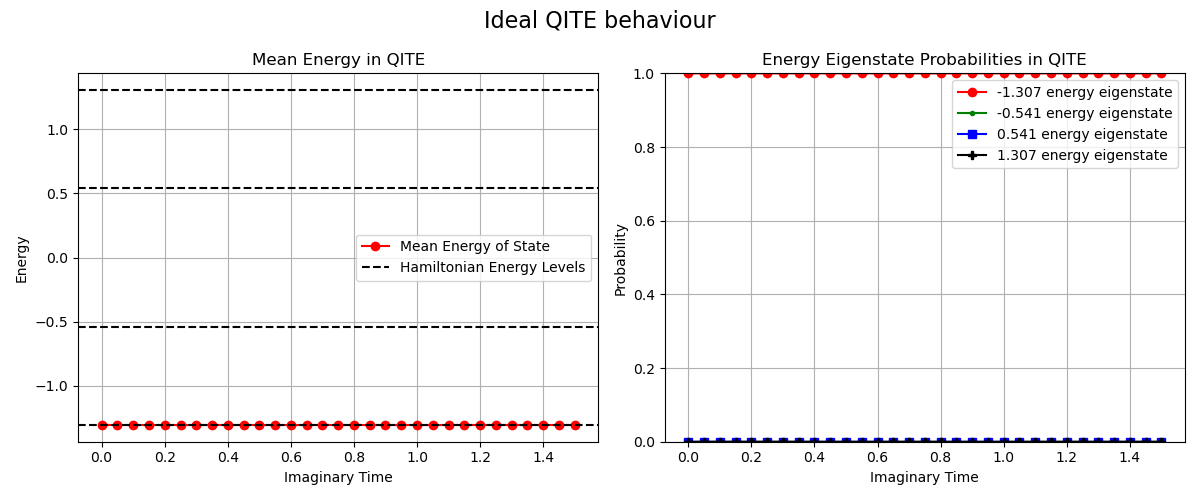 Ideal QITE behaviour
Mean Energy in QITE
Energy
1.0
0.5
0.0
−0.5
−1.0
Mean Energy of State
Hamiltonian Energy Levels
0.0 0.2 0.4 0.6 0.8 1.0 1.2 1.4
Imaginary Time
Energy Eigenstate Probabilities in QITE
Probability
1.0
0.8
0.6
0.4
0.2
0.0
-1.307 energy eigenstate
-0.541 energy eigenstate
0.541 energy eigenstate
1.307 energy eigenstate
0.0 0.2 0.4 0.6 0.8 1.0 1.2 1.4
Imaginary Time